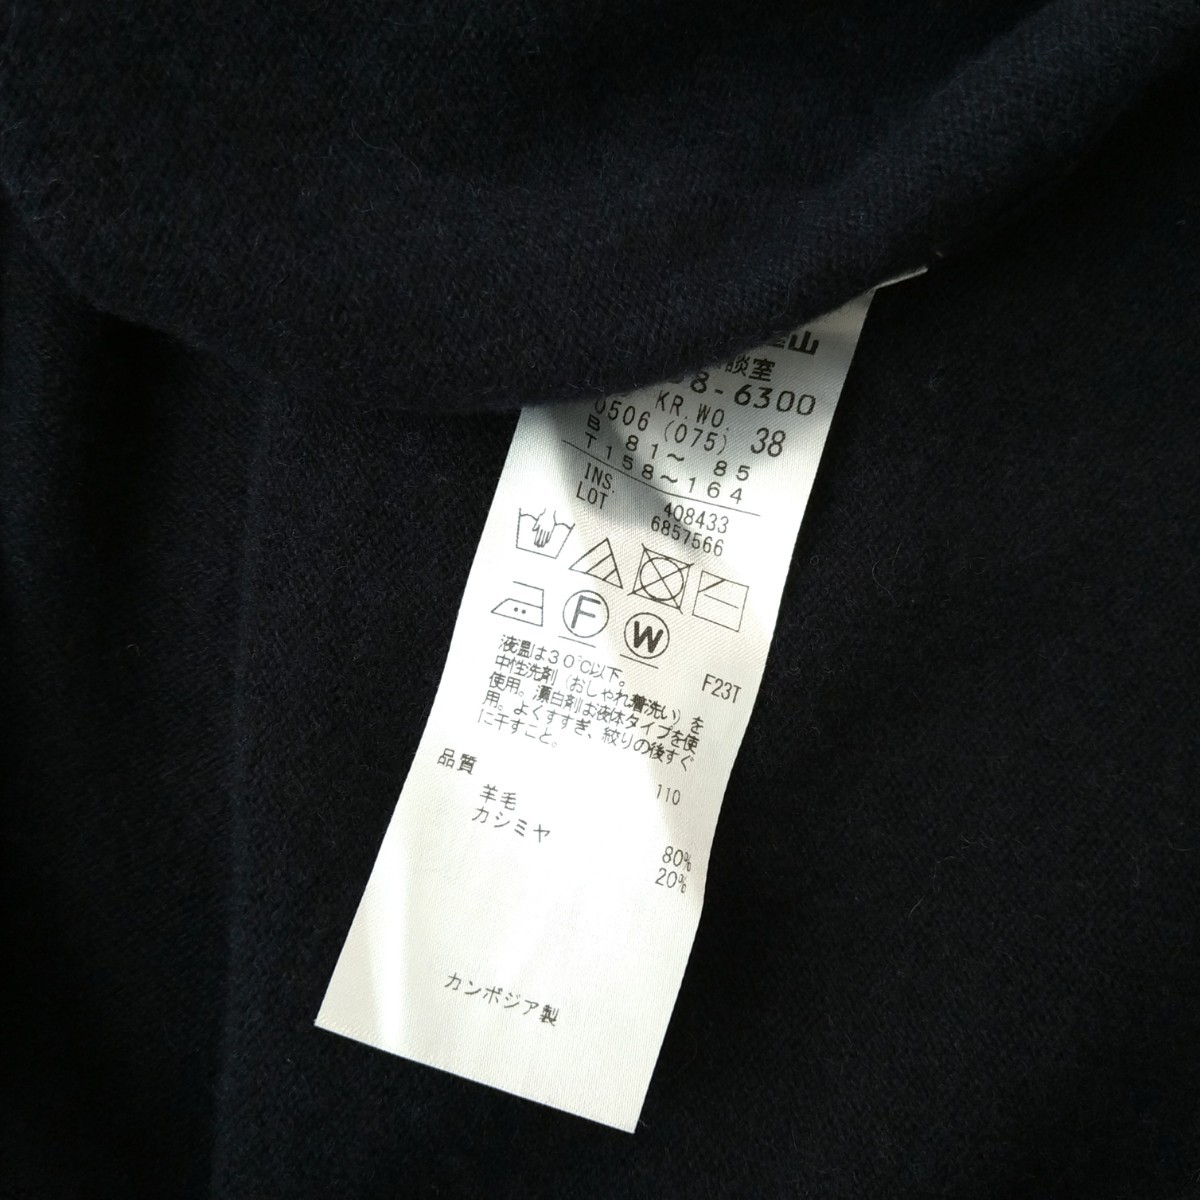 山
談室
8-6300
KR.WO.
0506 (075) 38
B 81～ 85
T 158～164
INS. 408433
LOT 6857566
F W
F23T
液温は30℃以下。
中性洗剤（おしゃれ着洗い）を
使用。漂白剤は液体タイプを使
用。よくすすぎ、絞りの後すぐ
に干すこと。
品質 110
羊毛 80%
カシミヤ 20%
カンボジア製